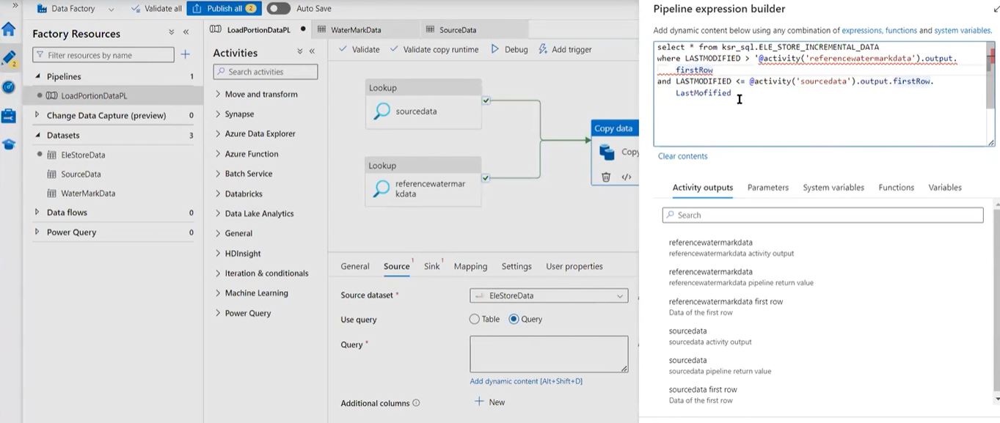 Data Factory
Validate all
Publish all 2
Auto Save
Pipeline expression builder
Add dynamic content below using any combination of expressions, functions and system variables.
Factory Resources
Filter resources by name
Pipelines 1
LoadPortionDataPL
Change Data Capture (preview) 0
Datasets 3
EleStoreData
SourceData
WaterMarkData
Data flows 0
Power Query 0
2
LoadPortionDataPL
WaterMarkData
SourceData
Activities
Search activities
Move and transform
Synapse
Azure Data Explorer
Azure Function
Batch Service
Databricks
Data Lake Analytics
General
HDInsight
Iteration & conditionals
Machine Learning
Power Query
Validate
Validate copy runtime
Debug
Add trigger
Lookup
sourcedata
Lookup
referencewatermar
kdata
Copy data
Copy
General
Source 1
Sink 1
Mapping
Settings
User properties
Source dataset *
EleStoreData
Use query
Table
Query
Query *
Add dynamic content [Alt+Shift+D]
Additional columns
New
select * from ksr_sql.ELE_STORE_INCREMENTAL_DATA
where LASTMODIFIED > '@activity('referencewatermarkdata').output.
firstRow
and LASTMODIFIED <= @activity('sourcedata').output.firstRow.
LastMofified
Clear contents
Activity outputs
Parameters
System variables
Functions
Variables
Search
referencewatermarkdata
referencewatermarkdata activity output
referencewatermarkdata
referencewatermarkdata pipeline return value
referencewatermarkdata first row
Data of the first row
sourcedata
sourcedata activity output
sourcedata
sourcedata pipeline return value
sourcedata first row
Data of the first row